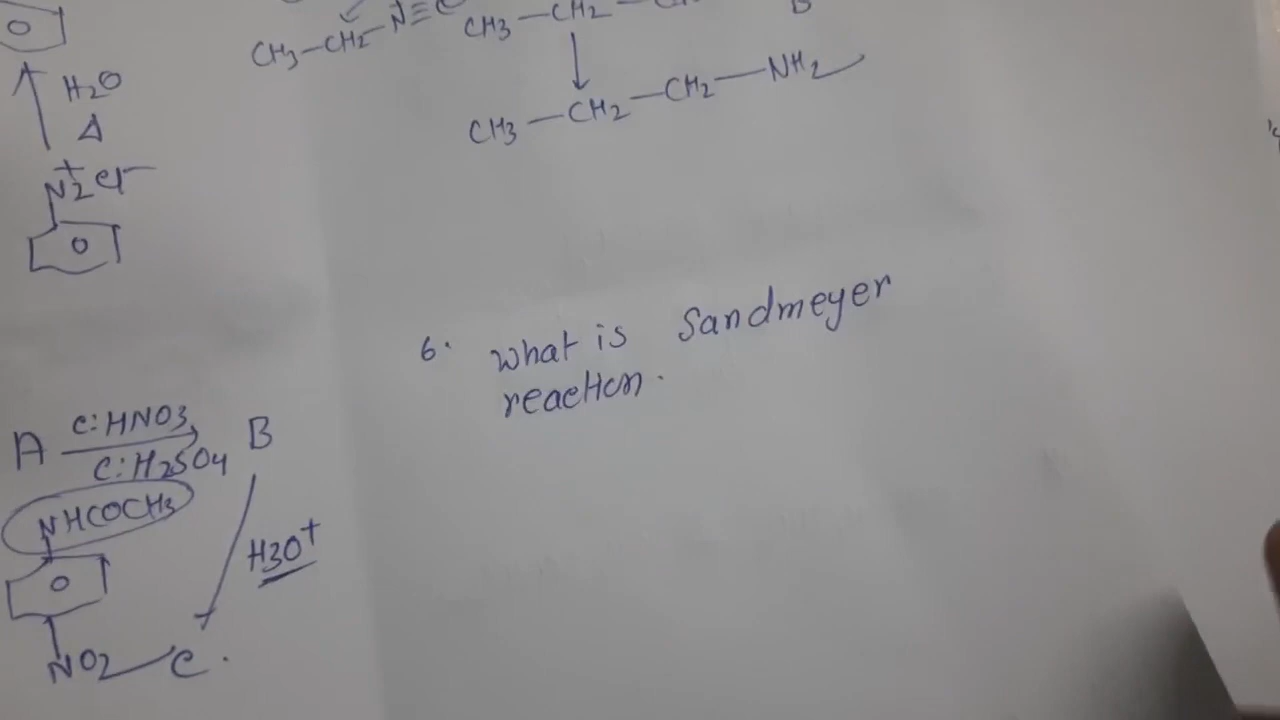 CH3—CH2—N≡C
CH3—CH2—
CH3—CH2—CH2—NH2
H2O
Δ
N2+Cl-
6. What is Sandmeyer
reaction.
A C:HNO3, B
C:H2SO4
NHCOCH3
H3O+
NO2 C.